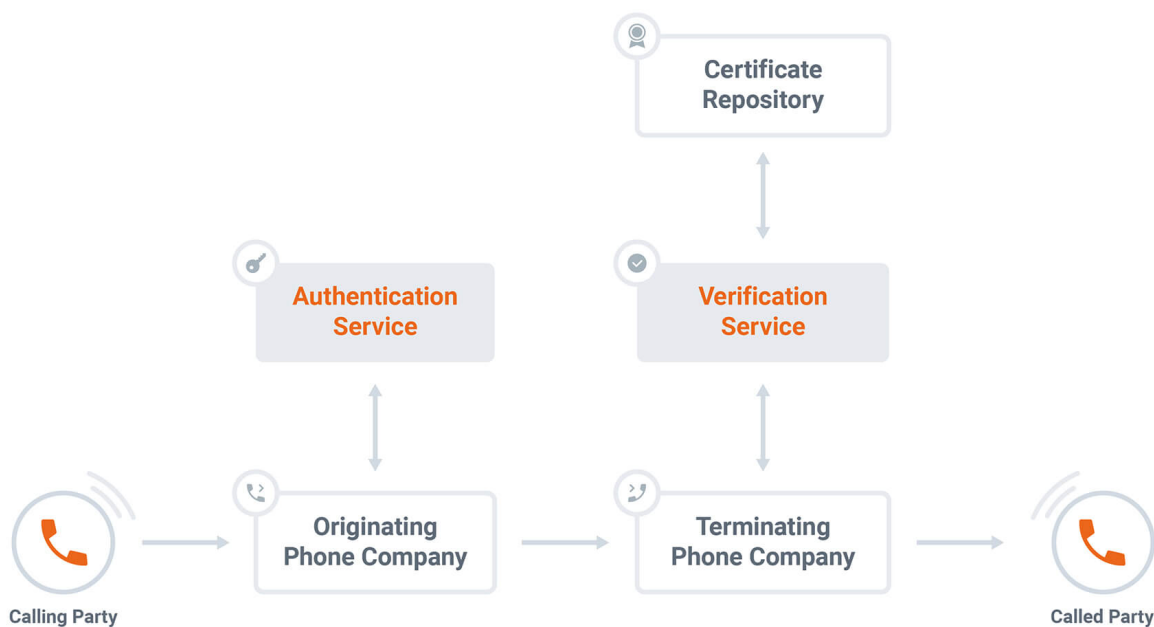 Certificate
Repository
Authentication
Service
Verification
Service
Originating
Phone Company
Terminating
Phone Company
Calling Party
Called Party